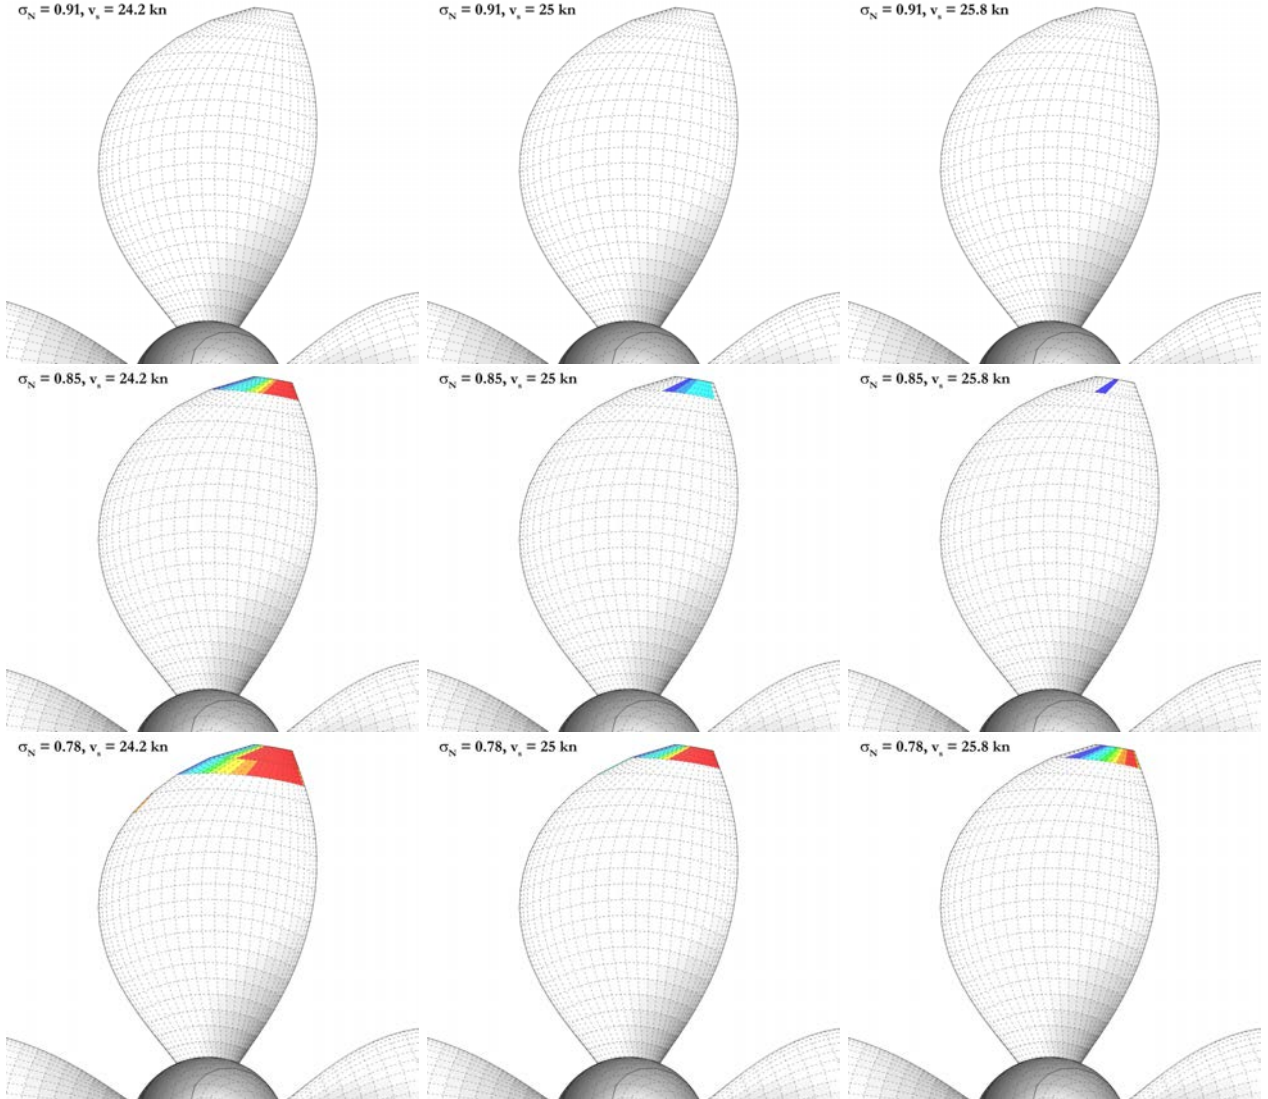 σN = 0.91, vs = 24.2 kn
σN = 0.91, vs = 25 kn
σN = 0.91, vs = 25.8 kn
σN = 0.85, vs = 24.2 kn
σN = 0.85, vs = 25 kn
σN = 0.85, vs = 25.8 kn
σN = 0.78, vs = 24.2 kn
σN = 0.78, vs = 25 kn
σN = 0.78, vs = 25.8 kn